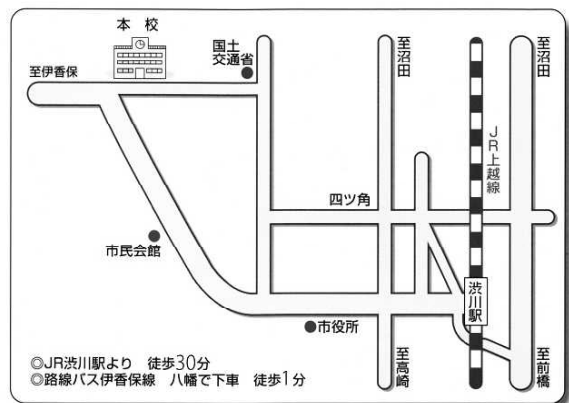 本校
国土
交通省
至沼田
至沼田
至伊香保
JR上越線
四ツ角
市民会館
渋川駅
市役所
至高崎
至前橋
◎JR渋川駅より 徒歩30分
◎路線バス伊香保線 八幡で下車 徒歩1分